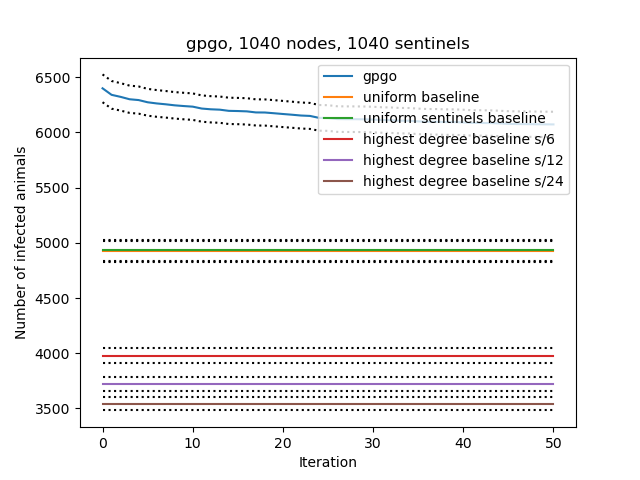 gpgo, 1040 nodes, 1040 sentinels
6500
6000
5500
5000
4500
4000
3500
Number of infected animals
gpgo
uniform baseline
uniform sentinels baseline
highest degree baseline s/6
highest degree baseline s/12
highest degree baseline s/24
0 10 20 30 40 50
Iteration